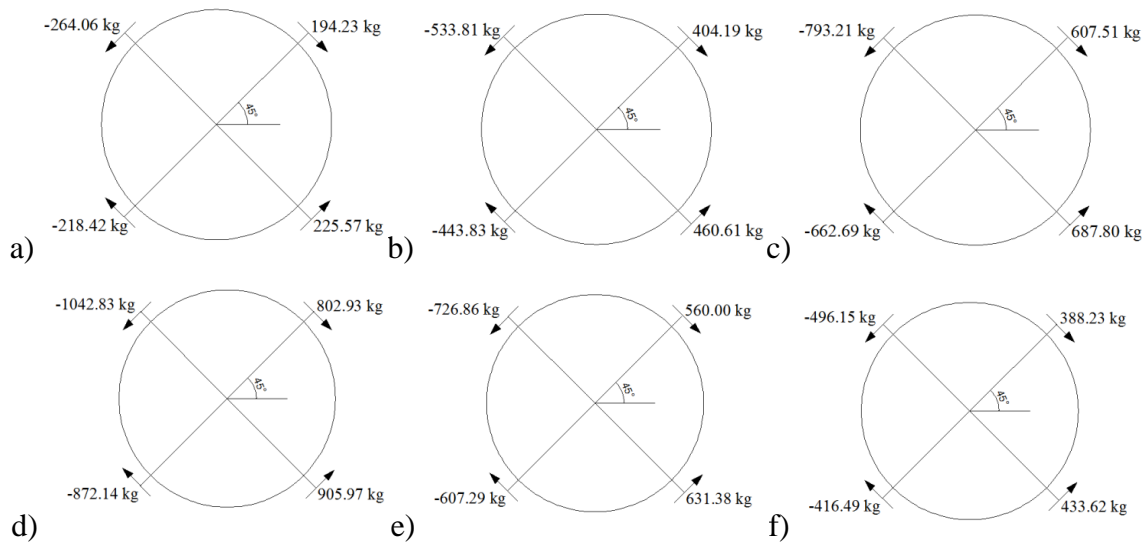 -264.06 kg 194.23 kg
45°
-218.42 kg 225.57 kg
a)
-533.81 kg 404.19 kg
45°
-443.83 kg 460.61 kg
b)
-793.21 kg 607.51 kg
45°
-662.69 kg 687.80 kg
c)
-1042.83 kg 802.93 kg
45°
-872.14 kg 905.97 kg
d)
-726.86 kg 560.00 kg
45°
-607.29 kg 631.38 kg
e)
-496.15 kg 388.23 kg
45°
-416.49 kg 433.62 kg
f)